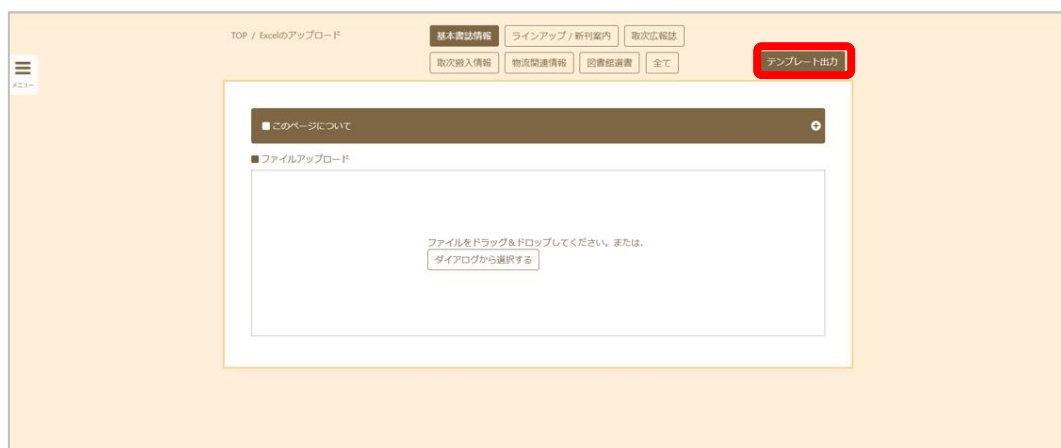 TOP / Excelのアップロード
基本書誌情報 ラインアップ / 新刊案内 取次広報誌
取次搬入情報 物流関連情報 図書館選書 全て
テンプレート出力
メニュー
このページについて
ファイルアップロード
ファイルをドラッグ&ドロップしてください。または、
ダイアログから選択する